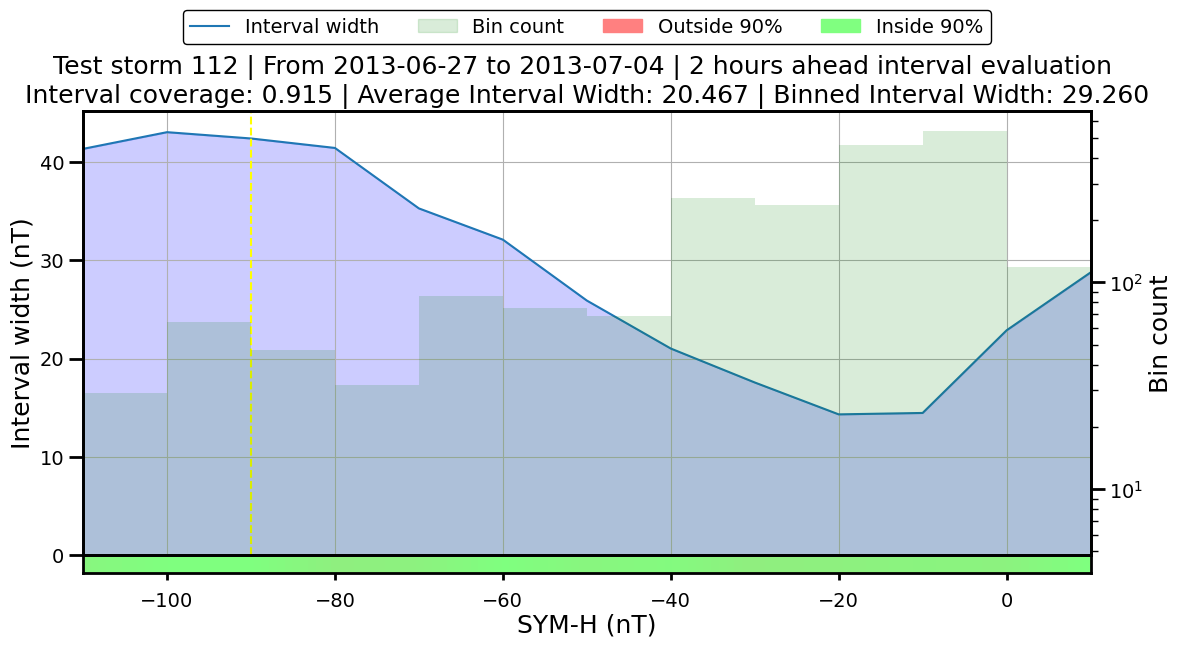 Interval width Bin count Outside 90% Inside 90%
Test storm 112 | From 2013-06-27 to 2013-07-04 | 2 hours ahead interval evaluation
Interval coverage: 0.915 | Average Interval Width: 20.467 | Binned Interval Width: 29.260
Interval width (nT)
40
30
20
10
0
10²
10¹
Bin count
−100 −80 −60 −40 −20 0
SYM-H (nT)